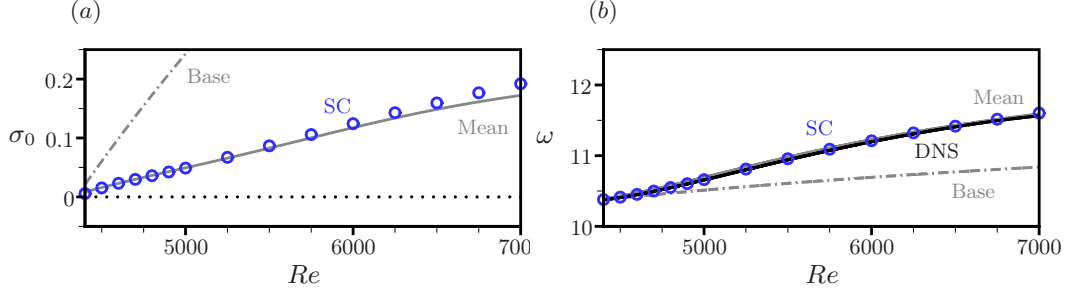 (a)
0.2
0.1
0
σ0
Base
SC
Mean
5000
6000
700
Re
(b)
12
11
10
ω
Mean
SC
DNS
Base
5000
6000
7000
Re